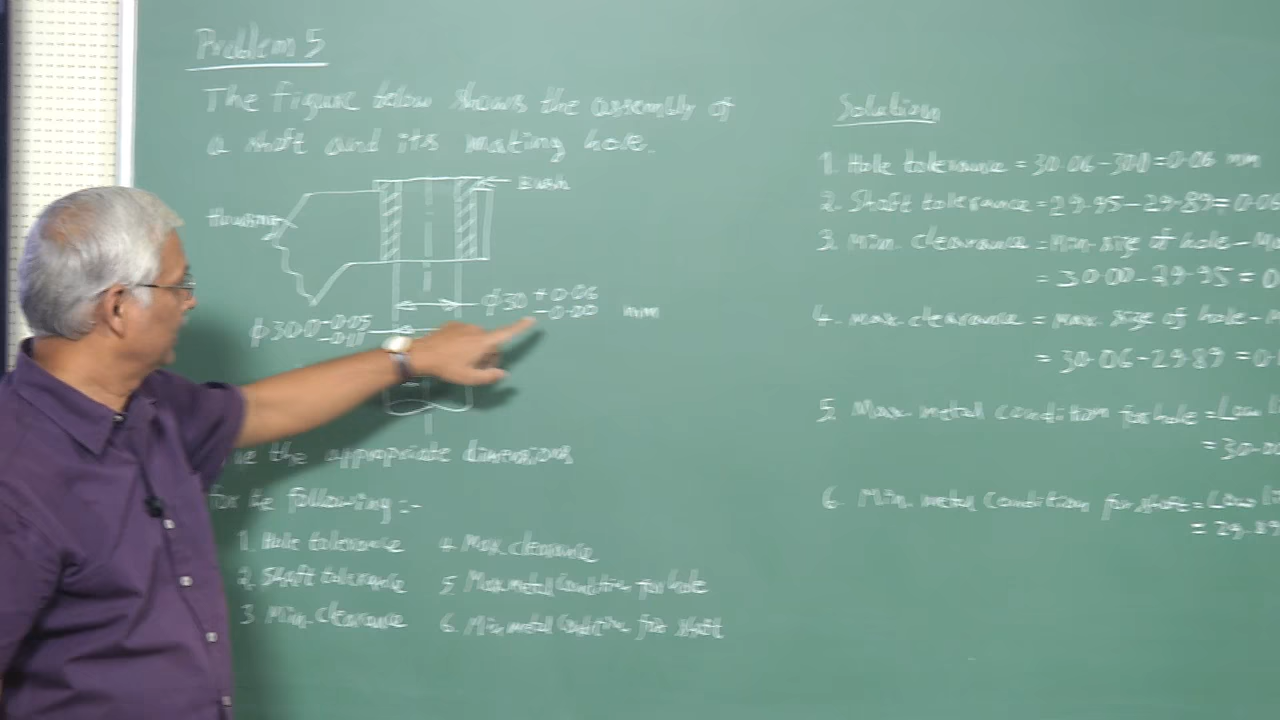 Problem 5
The figure below shows the assembly of
a shaft and its mating hole.
Bush
Housing
ϕ30 +0.06
-0.00 mm
ϕ30.0 -0.05
-0.11
the appropriate dimensions
for the following :-
1. Hole tolerance
2. Shaft tolerance
3. Min. clearance
4. Max clearance
5. Max metal condition for hole
6. Min metal condition for shaft
Solution
1. Hole tolerance = 30.06-30.0 = 0.06 mm
2. Shaft tolerance = 29.95-29.89 = 0.06
3. Min. clearance = Min. size of hole - Ma
= 30.00-29.95 = 0
4. Max. clearance = Max. size of hole - M
= 30.06-29.89 = 0.1
5. Max. metal condition for hole = Low li
= 30.00
6. Min. metal condition for shaft = Low li
= 29.89